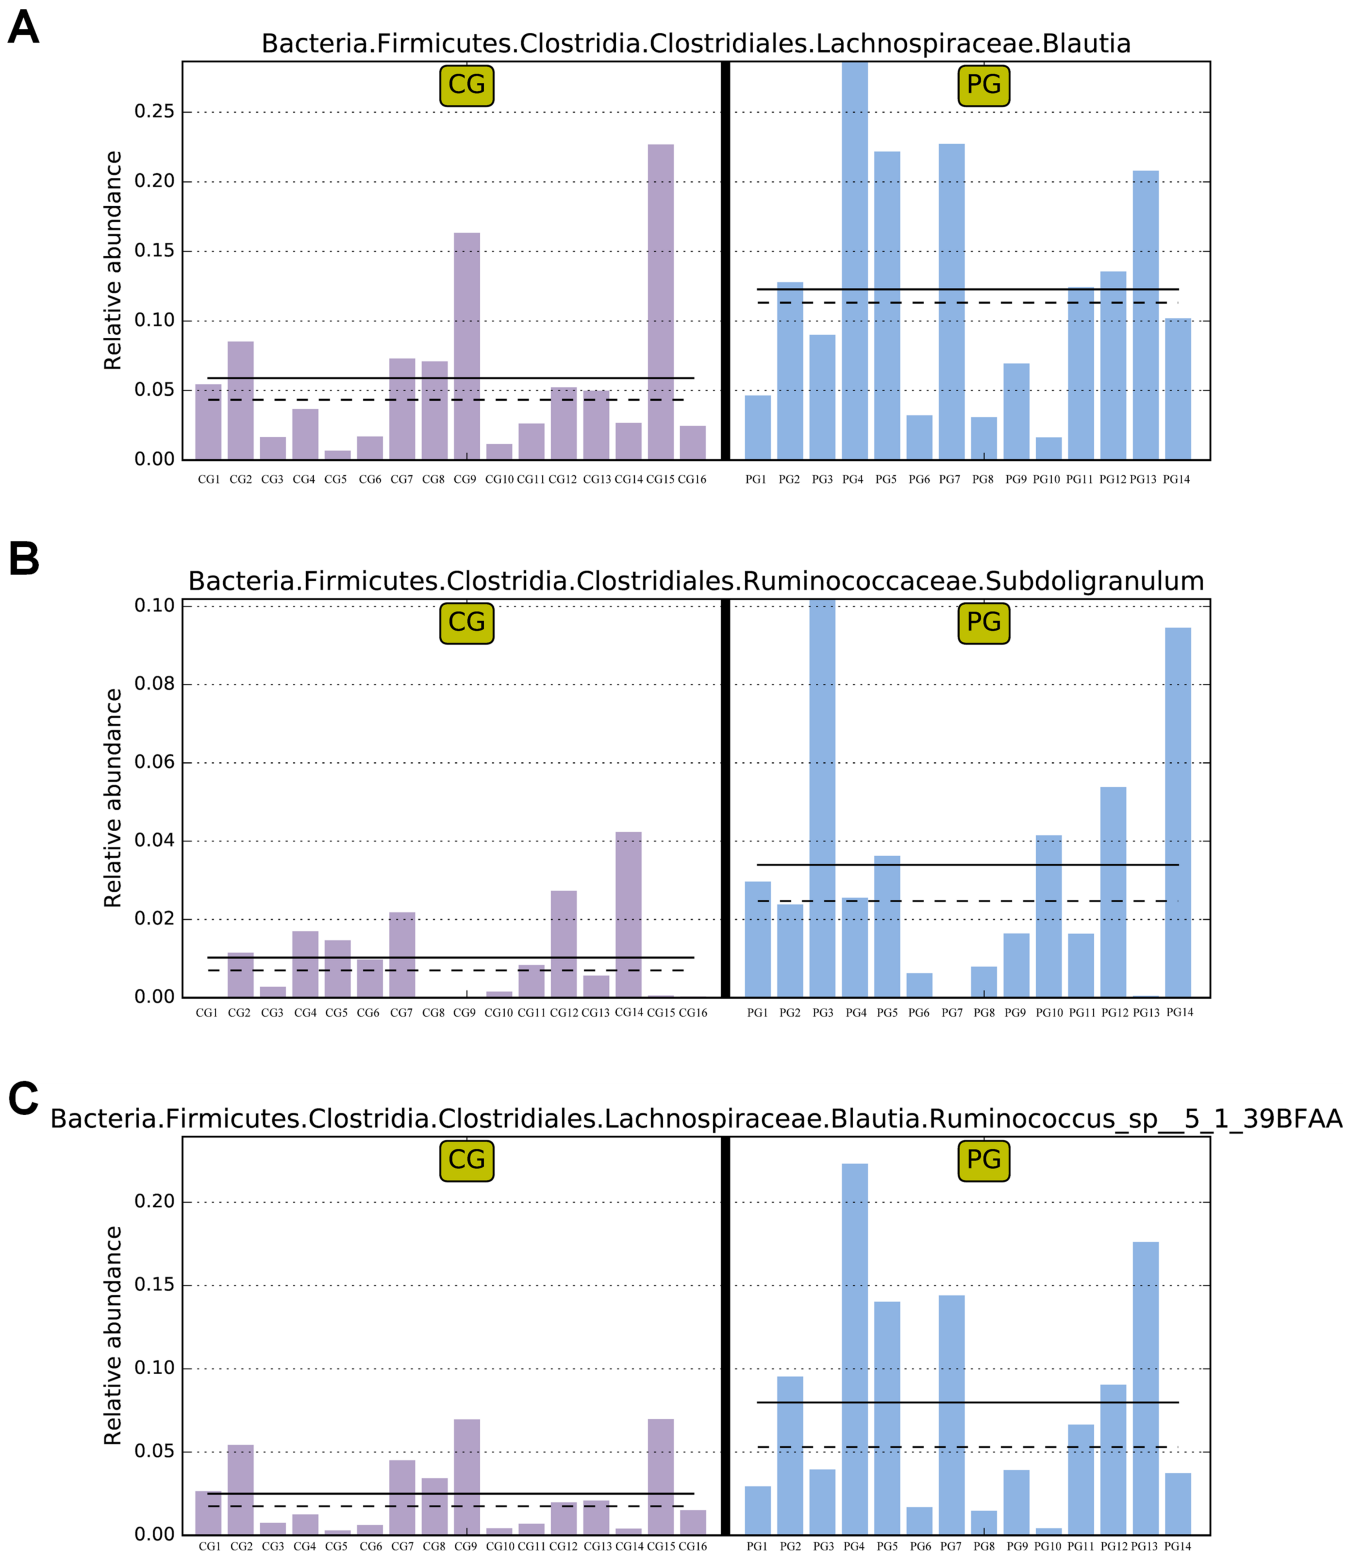 A
Bacteria.Firmicutes.Clostridia.Clostridiales.Lachnospiraceae.Blautia
CG PG
Relative abundance
0.25
0.20
0.15
0.10
0.05
0.00
CG1 CG2 CG3 CG4 CG5 CG6 CG7 CG8 CG9 CG10 CG11 CG12 CG13 CG14 CG15 CG16 PG1 PG2 PG3 PG4 PG5 PG6 PG7 PG8 PG9 PG10 PG11 PG12 PG13 PG14
B
Bacteria.Firmicutes.Clostridia.Clostridiales.Ruminococcaceae.Subdoligranulum
CG PG
Relative abundance
0.10
0.08
0.06
0.04
0.02
0.00
CG1 CG2 CG3 CG4 CG5 CG6 CG7 CG8 CG9 CG10 CG11 CG12 CG13 CG14 CG15 CG16 PG1 PG2 PG3 PG4 PG5 PG6 PG7 PG8 PG9 PG10 PG11 PG12 PG13 PG14
C
Bacteria.Firmicutes.Clostridia.Clostridiales.Lachnospiraceae.Blautia.Ruminococcus_sp__5_1_39BFAA
CG PG
Relative abundance
0.20
0.15
0.10
0.05
0.00
CG1 CG2 CG3 CG4 CG5 CG6 CG7 CG8 CG9 CG10 CG11 CG12 CG13 CG14 CG15 CG16 PG1 PG2 PG3 PG4 PG5 PG6 PG7 PG8 PG9 PG10 PG11 PG12 PG13 PG14